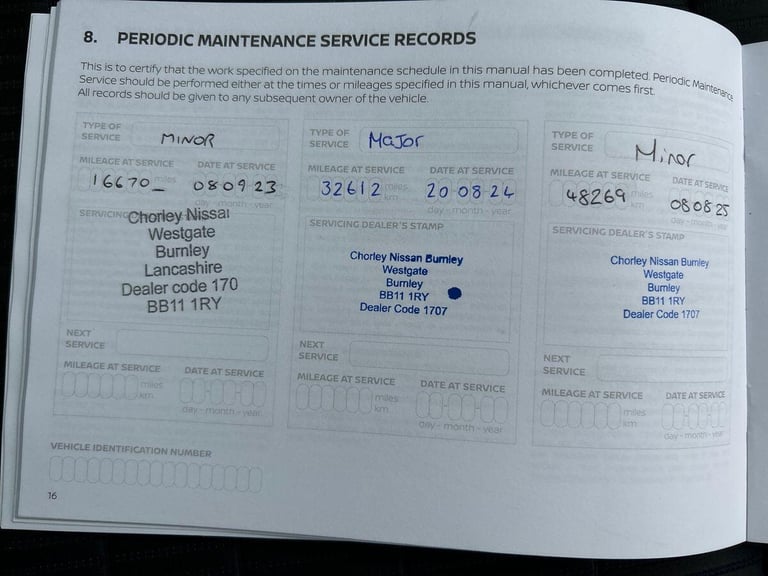 8. PERIODIC MAINTENANCE SERVICE RECORDS
This is to certify that the work specified on the maintenance schedule in this manual has been completed. Periodic Maintenance
Service should be performed either at the times or mileages specified in this manual, whichever comes first.
All records should be given to any subsequent owner of the vehicle.
TYPE OF
SERVICE
MINOR
MILEAGE AT SERVICE DATE AT SERVICE
16670_ miles 080923
day - month - year
SERVICING
Chorley Nissan
Westgate
Burnley
Lancashire
Dealer code 170
BB11 1RY
NEXT
SERVICE
MILEAGE AT SERVICE DATE AT SERVICE
miles
km
day - month - year
TYPE OF
SERVICE
Major
MILEAGE AT SERVICE DATE AT SERVICE
32612 miles 20 08 24
km
day - month - year
SERVICING DEALER'S STAMP
Chorley Nissan Burnley
Westgate
Burnley
BB11 1RY
Dealer Code 1707
NEXT
SERVICE
MILEAGE AT SERVICE DATE AT SERVICE
miles
km
day - month - year
TYPE OF
SERVICE
Minor
MILEAGE AT SERVICE DATE AT SERVICE
48269 miles 080825
km
day - month - year
SERVICING DEALER'S STAMP
Chorley Nissan Burnley
Westgate
Burnley
BB11 1RY
Dealer Code 1707
NEXT
SERVICE
MILEAGE AT SERVICE DATE AT SERVICE
miles
km
day - month - year
VEHICLE IDENTIFICATION NUMBER
16